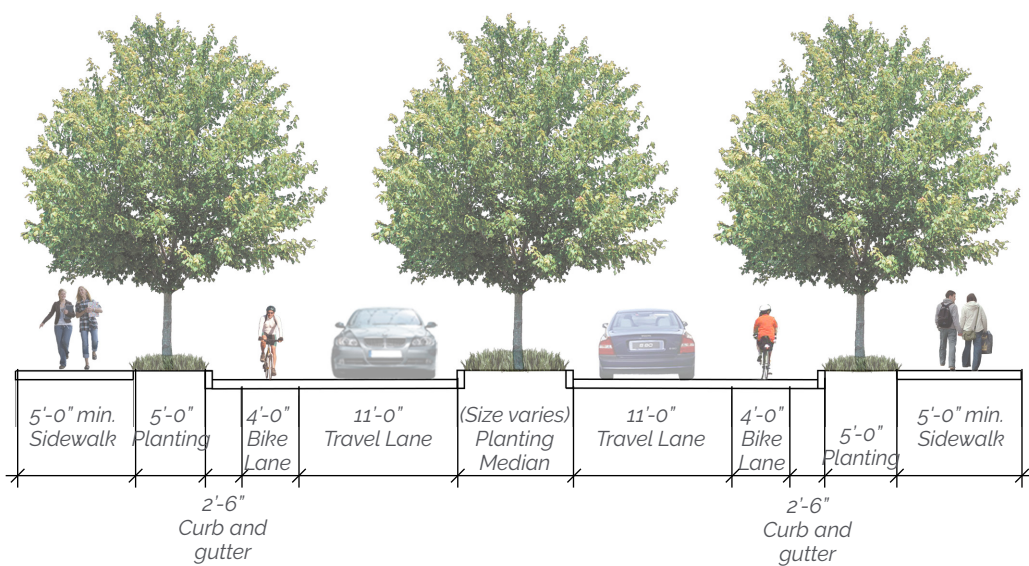 5'-0” min.
Sidewalk
5'-0”
Planting
2'-6”
Curb and
gutter
4'-0”
Bike
Lane
11'-0”
Travel Lane
(Size varies)
Planting
Median
11'-0”
Travel Lane
4'-0”
Bike
Lane
2'-6”
Curb and
gutter
5'-0”
Planting
5'-0” min.
Sidewalk